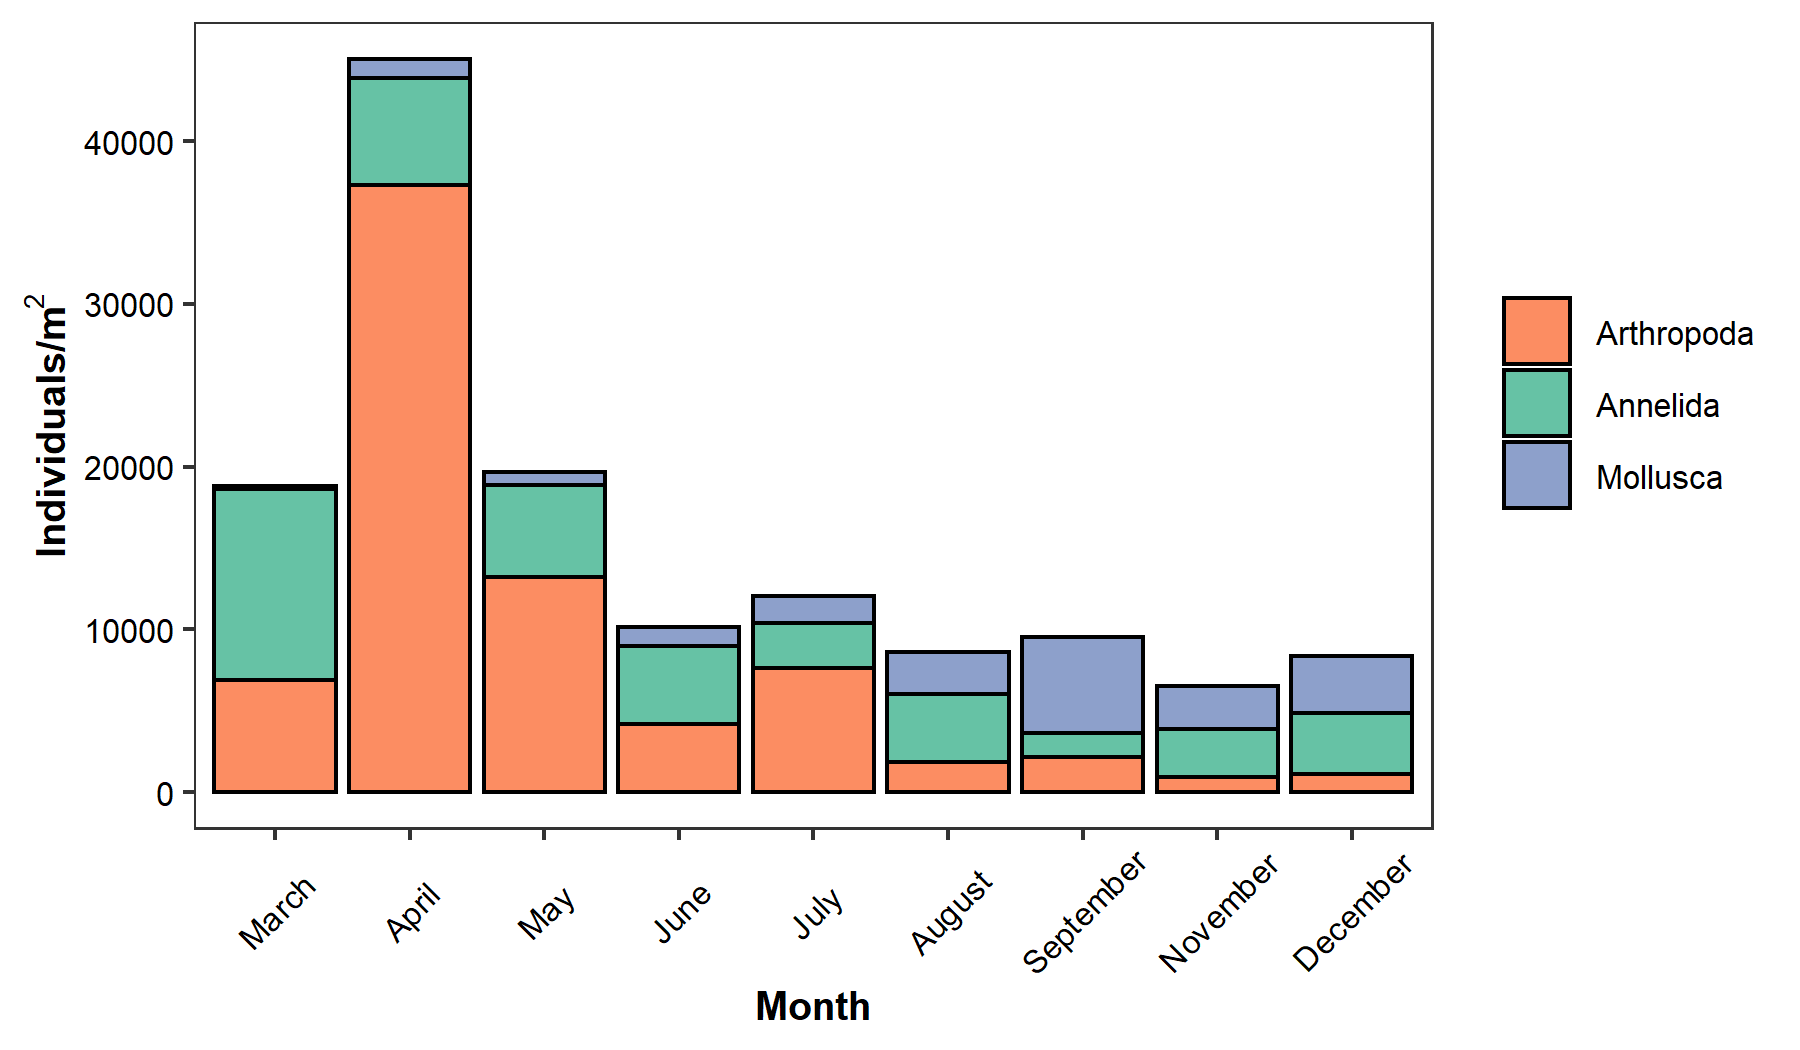 Individuals/m²
40000
30000
20000
10000
0
March
April
May
June
July
August
September
November
December
Month
Arthropoda
Annelida
Mollusca